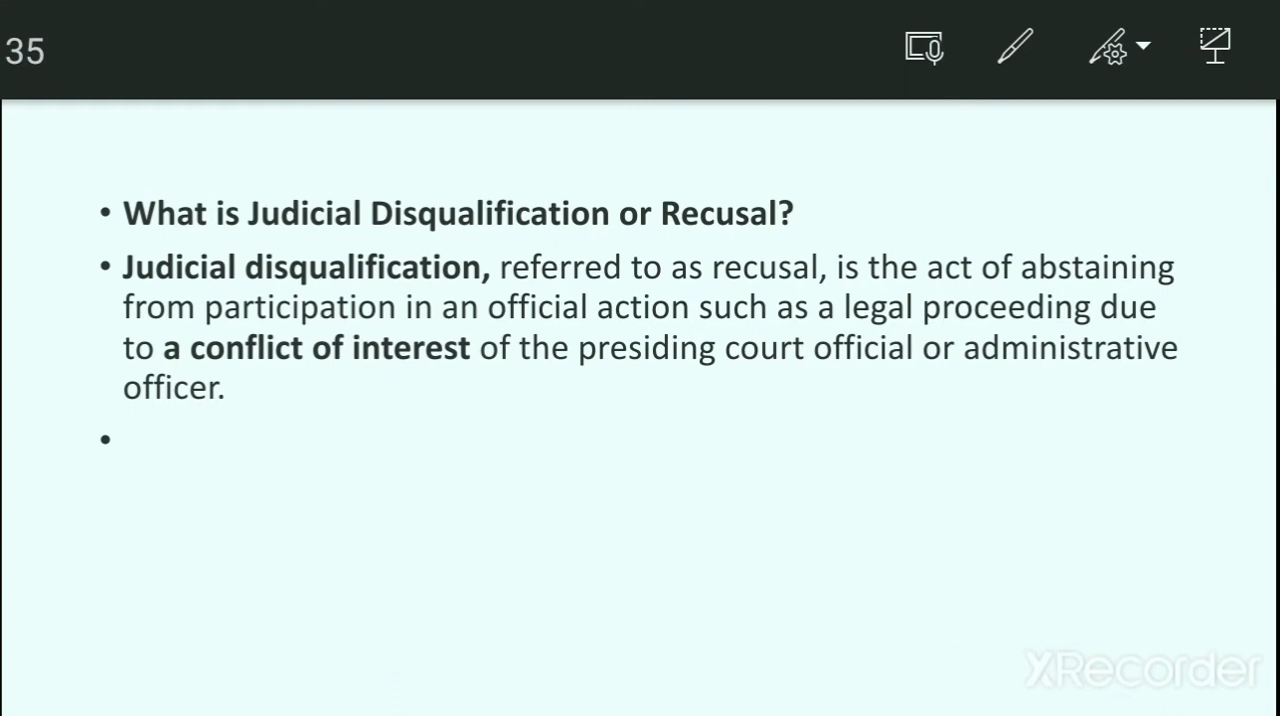 35
• What is Judicial Disqualification or Recusal?
• Judicial disqualification, referred to as recusal, is the act of abstaining
from participation in an official action such as a legal proceeding due
to a conflict of interest of the presiding court official or administrative
officer.
•
XRecorder